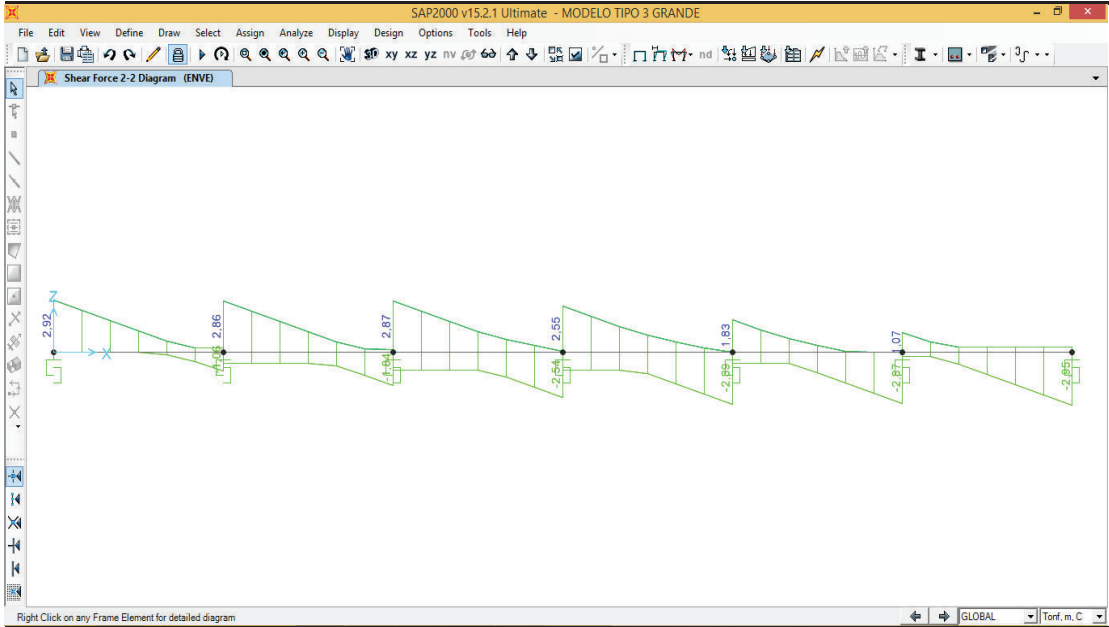 SAP2000 v15.2.1 Ultimate - MODELO TIPO 3 GRANDE
File Edit View Define Draw Select Assign Analyze Display Design Options Tools Help
3D xy xz yz nv nd
Shear Force 2-2 Diagram (ENVE)
Z
X
2,92
2,86
2,87
2,55
1,83
1,07
-1,06
-1,84
-2,54
-2,89
-2,87
-2,95
Right Click on any Frame Element for detailed diagram
GLOBAL
Tonf, m, C